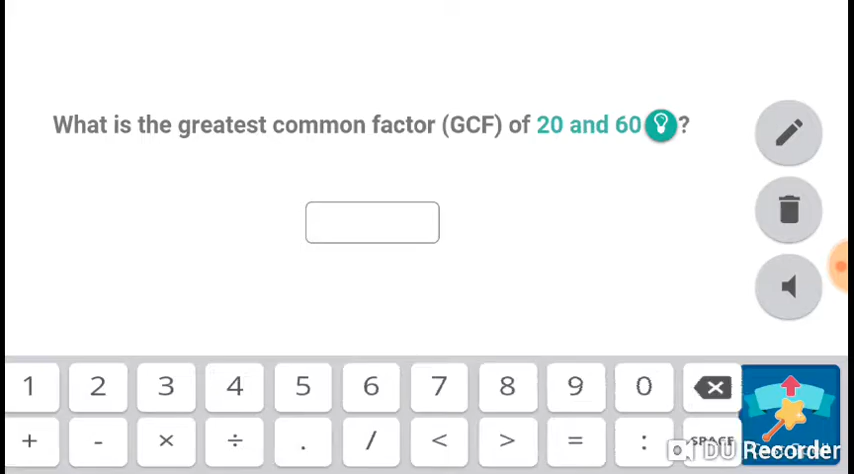 What is the greatest common factor (GCF) of 20 and 60 ?
1 2 3 4 5 6 7 8 9 0
+ - × ÷ . / < > = : SPACE
DU Recorder